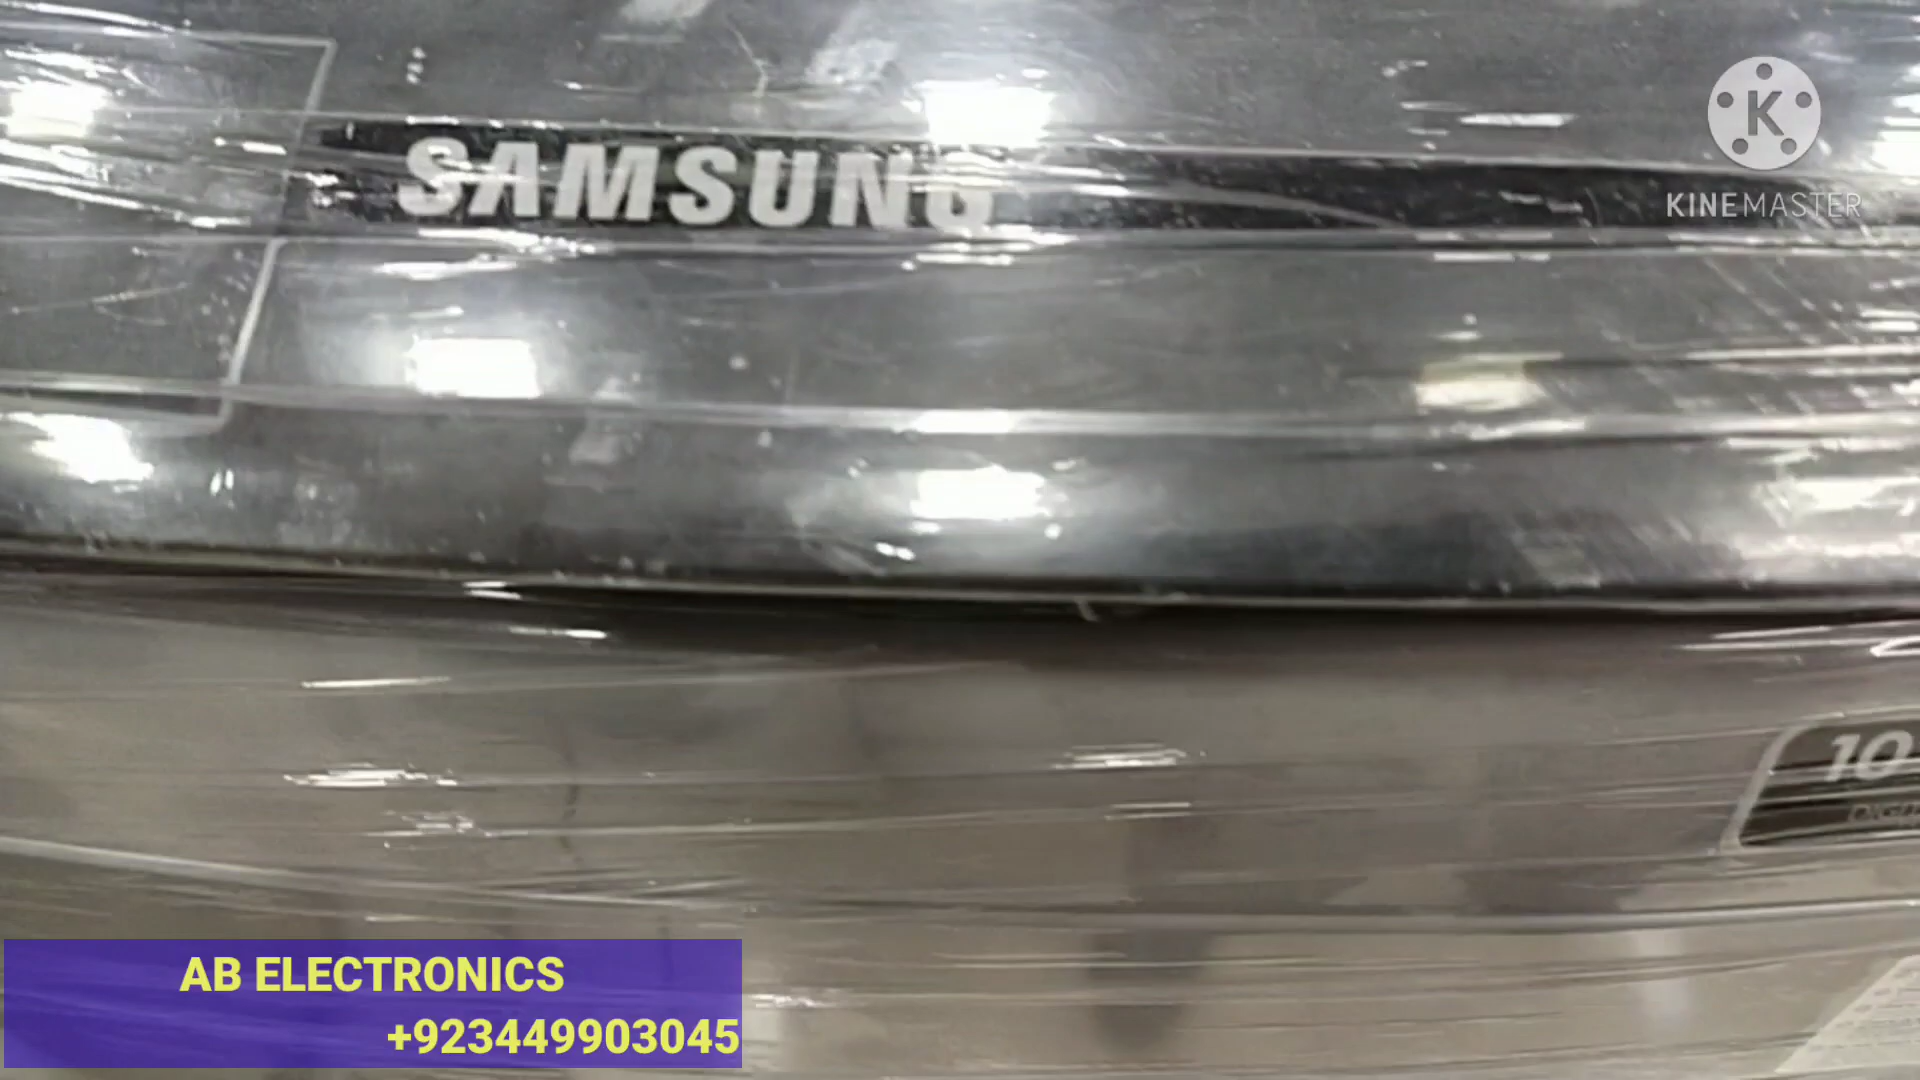 SAMSUNG
K
KINEMASTER
10
AB ELECTRONICS
+923449903045